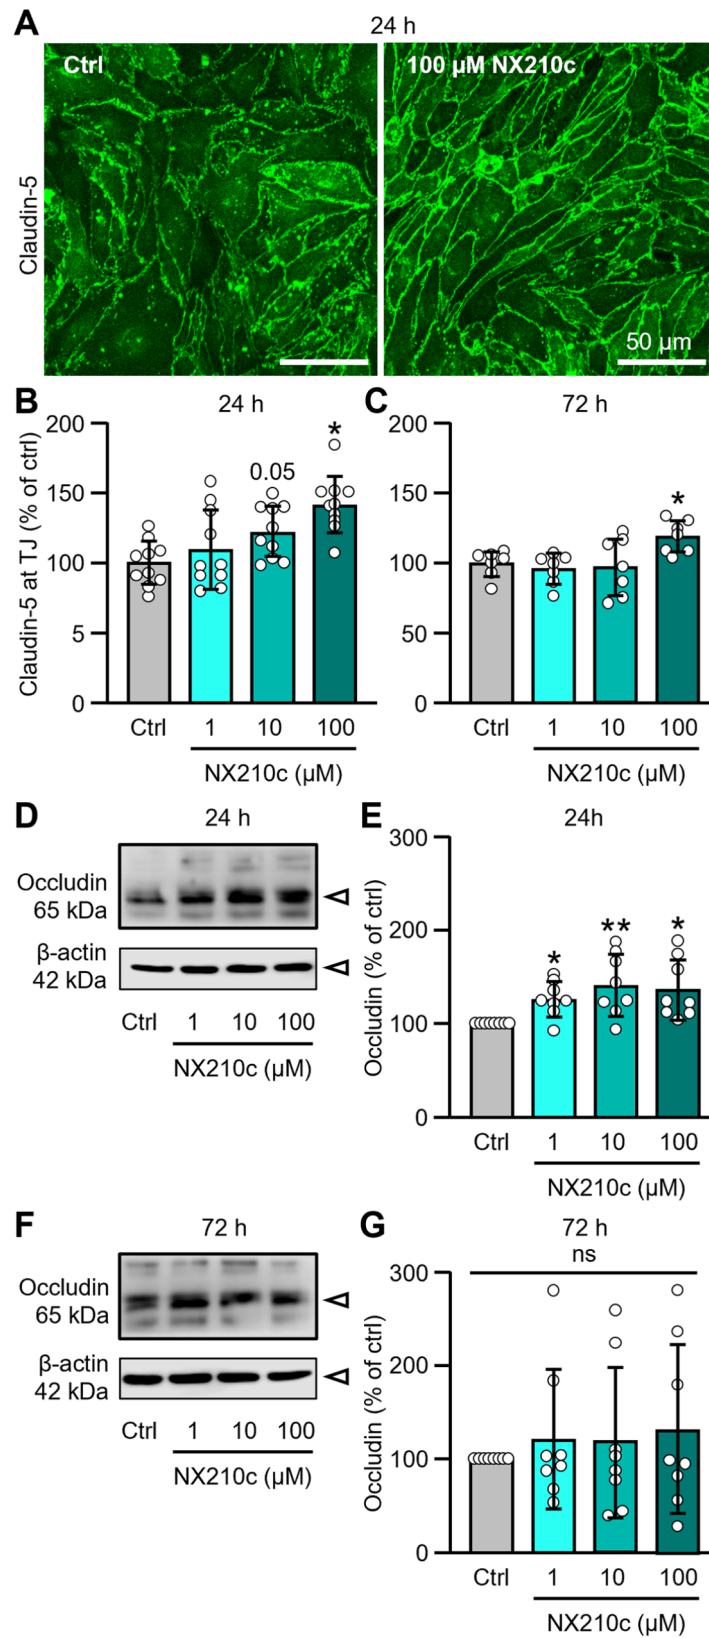 A
24 h
Ctrl
100 µM NX210c
Claudin-5
50 µm
B
24 h
C
72 h
Claudin-5 at TJ (% of ctrl)
200
150
100
5
0
0.05
*
Ctrl
1
10
100
NX210c (µM)
200
150
100
50
0
*
Ctrl
1
10
100
NX210c (µM)
D
24 h
Occludin
65 kDa
β-actin
42 kDa
Ctrl
1
10
100
NX210c (µM)
E
24h
Occludin (% of ctrl)
300
200
100
0
*
**
*
Ctrl
1
10
100
NX210c (µM)
F
72 h
Occludin
65 kDa
β-actin
42 kDa
Ctrl
1
10
100
NX210c (µM)
G
72 h
ns
Occludin (% of ctrl)
300
200
100
0
Ctrl
1
10
100
NX210c (µM)